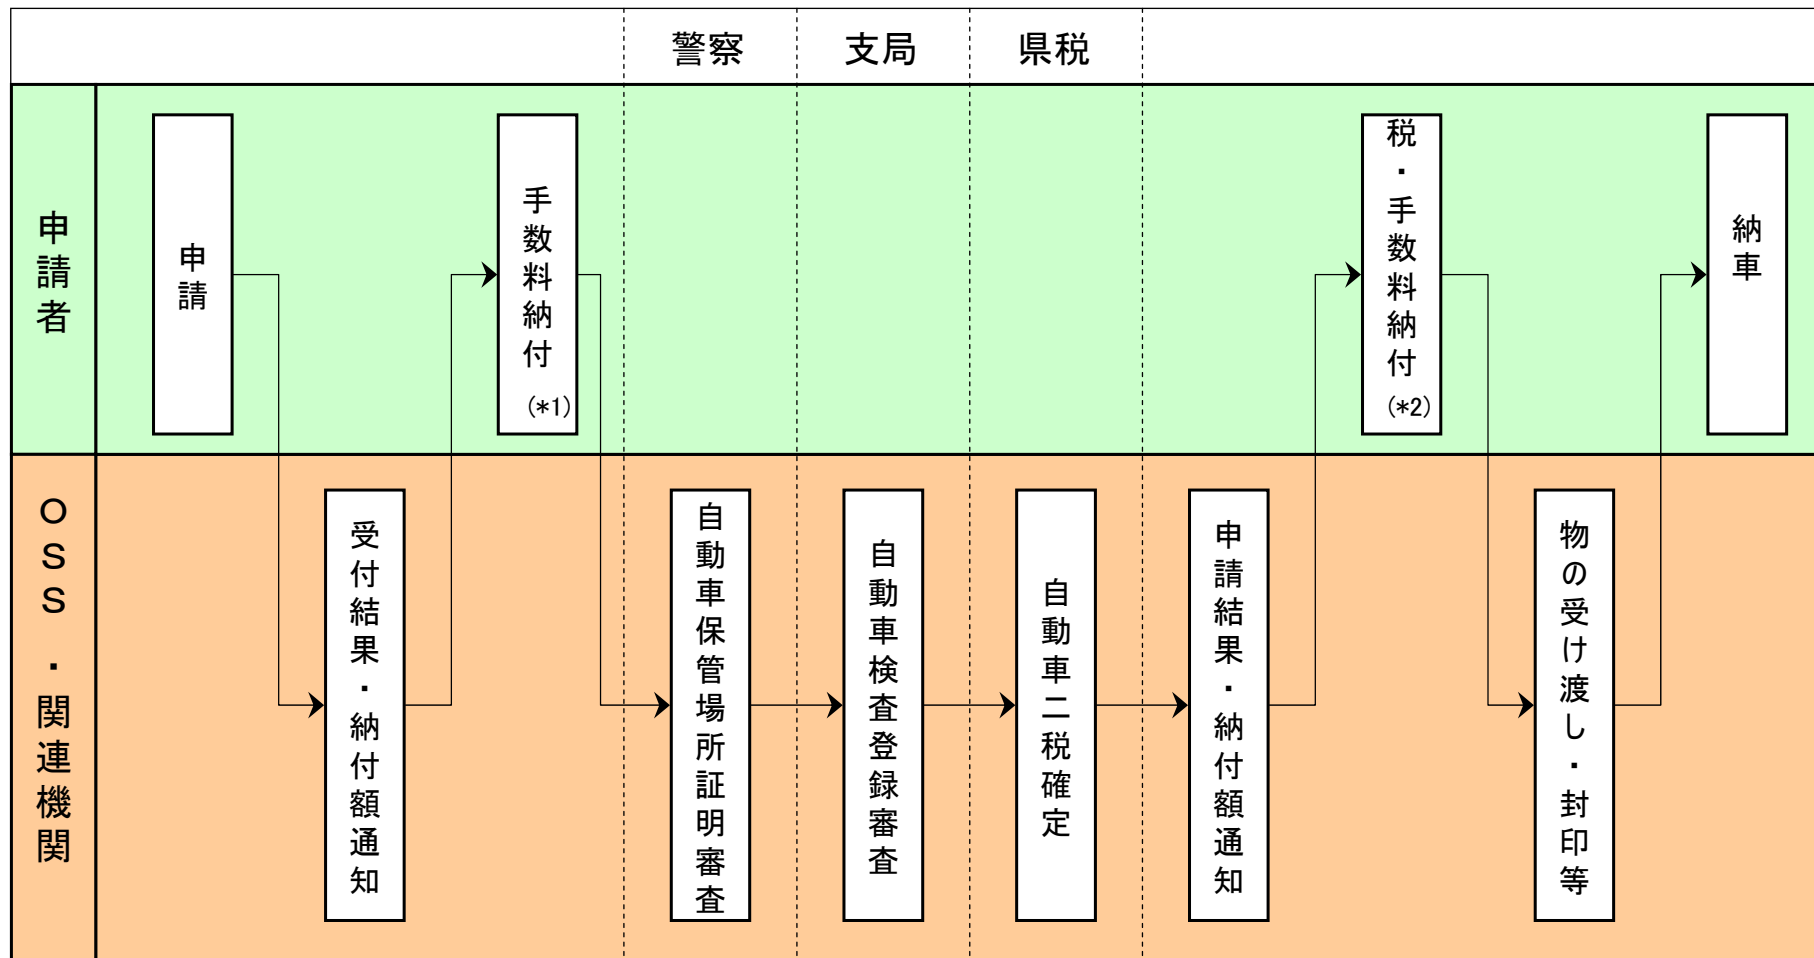 警察
支局
県税
申請者
申請
手数料納付
(*1)
税・手数料納付
(*2)
納車
OSS・関連機関
受付結果・納付額通知
自動車保管場所証明審査
自動車検査登録審査
自動車二税確定
申請結果・納付額通知
物の受け渡し・封印等